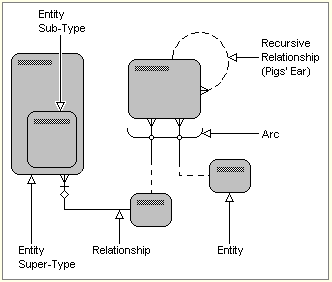 Entity
Sub-Type
Recursive
Relationship
(Pigs' Ear)
Arc
Entity
Super-Type
Relationship
Entity